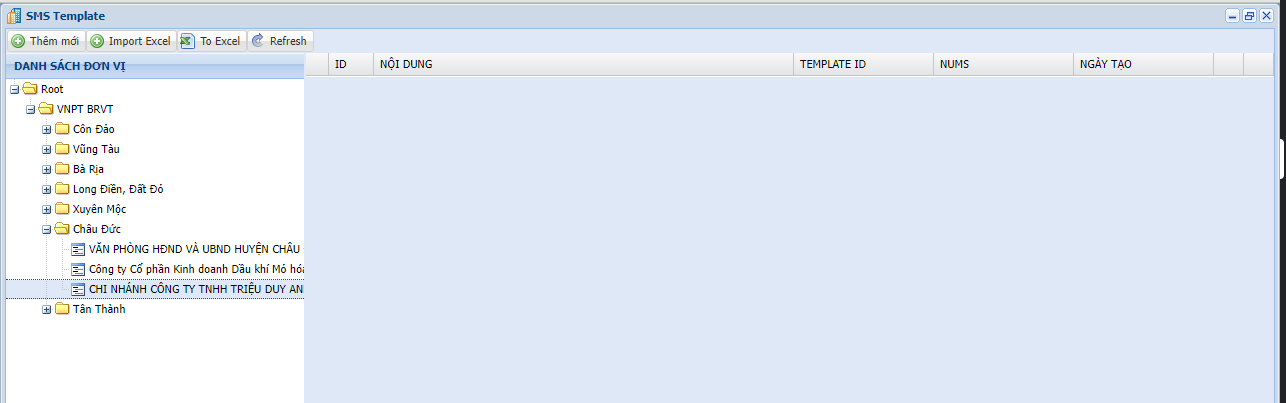 SMS Template
Thêm mới Import Excel To Excel Refresh
DANH SÁCH ĐƠN VỊ
ID NỘI DUNG TEMPLATE ID NUMS NGÀY TẠO
Root
VNPT BRVT
Côn Đảo
Vũng Tàu
Bà Rịa
Long Điền, Đất Đỏ
Xuyên Mộc
Châu Đức
VĂN PHÒNG HĐND VÀ UBND HUYỆN CHÂU
Công ty Cổ phần Kinh doanh Dầu khí Mỏ hóa
CHI NHÁNH CÔNG TY TNHH TRIỆU DUY AN
Tân Thành